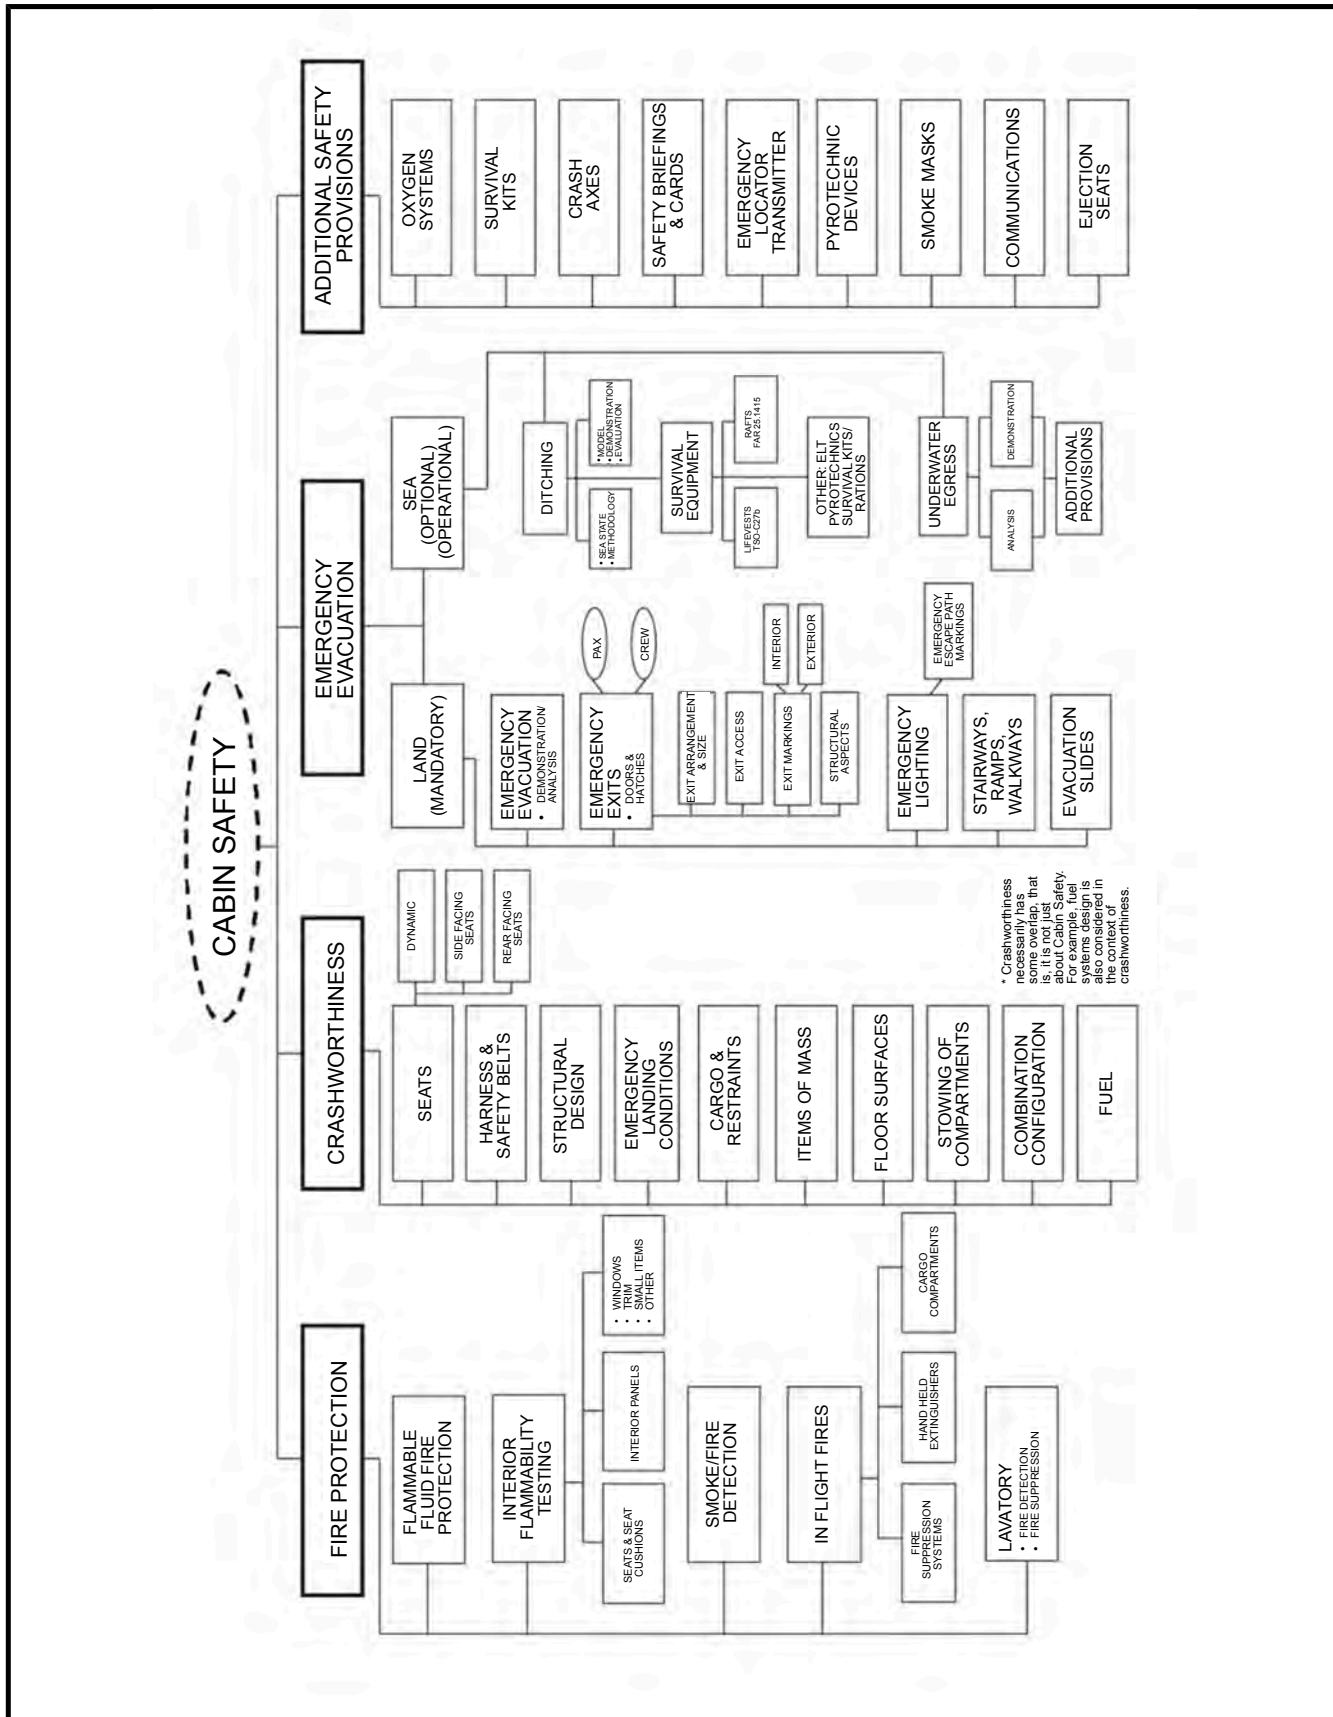 CABIN SAFETY
FIRE PROTECTION
FLAMMABLE
FLUID FIRE
PROTECTION
INTERIOR
FLAMMABILITY
TESTING
SEATS & SEAT
CUSHIONS
INTERIOR PANELS
• WINDOWS
• TRIM
• SMALL ITEMS
• OTHER
SMOKE/FIRE
DETECTION
IN FLIGHT FIRES
FIRE
SUPPRESSION
SYSTEMS
HAND HELD
EXTINGUISHERS
CARGO
COMPARTMENTS
LAVATORY
• FIRE DETECTION
• FIRE SUPPRESSION
CRASHWORTHINESS
SEATS
DYNAMIC
SIDE FACING
SEATS
REAR FACING
SEATS
HARNESS &
SAFETY BELTS
STRUCTURAL
DESIGN
EMERGENCY
LANDING
CONDITIONS
CARGO &
RESTRAINTS
ITEMS OF MASS
FLOOR SURFACES
STOWING OF
COMPARTMENTS
COMBINATION
CONFIGURATION
FUEL
* Crashworthiness
necessarily has
some overlap, that
is, it is not just
about Cabin Safety.
For example, fuel
systems design is
also considered in
the context of
crashworthiness.
EMERGENCY
EVACUATION
LAND
(MANDATORY)
EMERGENCY
EVACUATION
• DEMONSTRATION/
ANALYSIS
EMERGENCY
EXITS
• DOORS &
HATCHES
PAX
CREW
EXIT ARRANGEMENT
& SIZE
EXIT ACCESS
EXIT MARKINGS
INTERIOR
EXTERIOR
STRUCTURAL
ASPECTS
EMERGENCY
LIGHTING
EMERGENCY
ESCAPE PATH
MARKINGS
STAIRWAYS,
RAMPS,
WALKWAYS
EVACUATION
SLIDES
SEA
(OPTIONAL)
(OPERATIONAL)
DITCHING
• SEA STATE
• METHODOLOGY
• MODEL
• DEMONSTRATION
• EVALUATION
SURVIVAL
EQUIPMENT
LIFEVESTS
TSO-C27b
RAFTS
FAR 25.1415
OTHER: ELT
PYROTECHNICS
SURVIVAL KITS/
RATIONS
UNDERWATER
EGRESS
ANALYSIS
DEMONSTRATION
ADDITIONAL
PROVISIONS
ADDITIONAL SAFETY
PROVISIONS
OXYGEN
SYSTEMS
SURVIVAL
KITS
CRASH
AXES
SAFETY BRIEFINGS
& CARDS
EMERGENCY
LOCATOR
TRANSMITTER
PYROTECHNIC
DEVICES
SMOKE MASKS
COMMUNICATIONS
EJECTION
SEATS